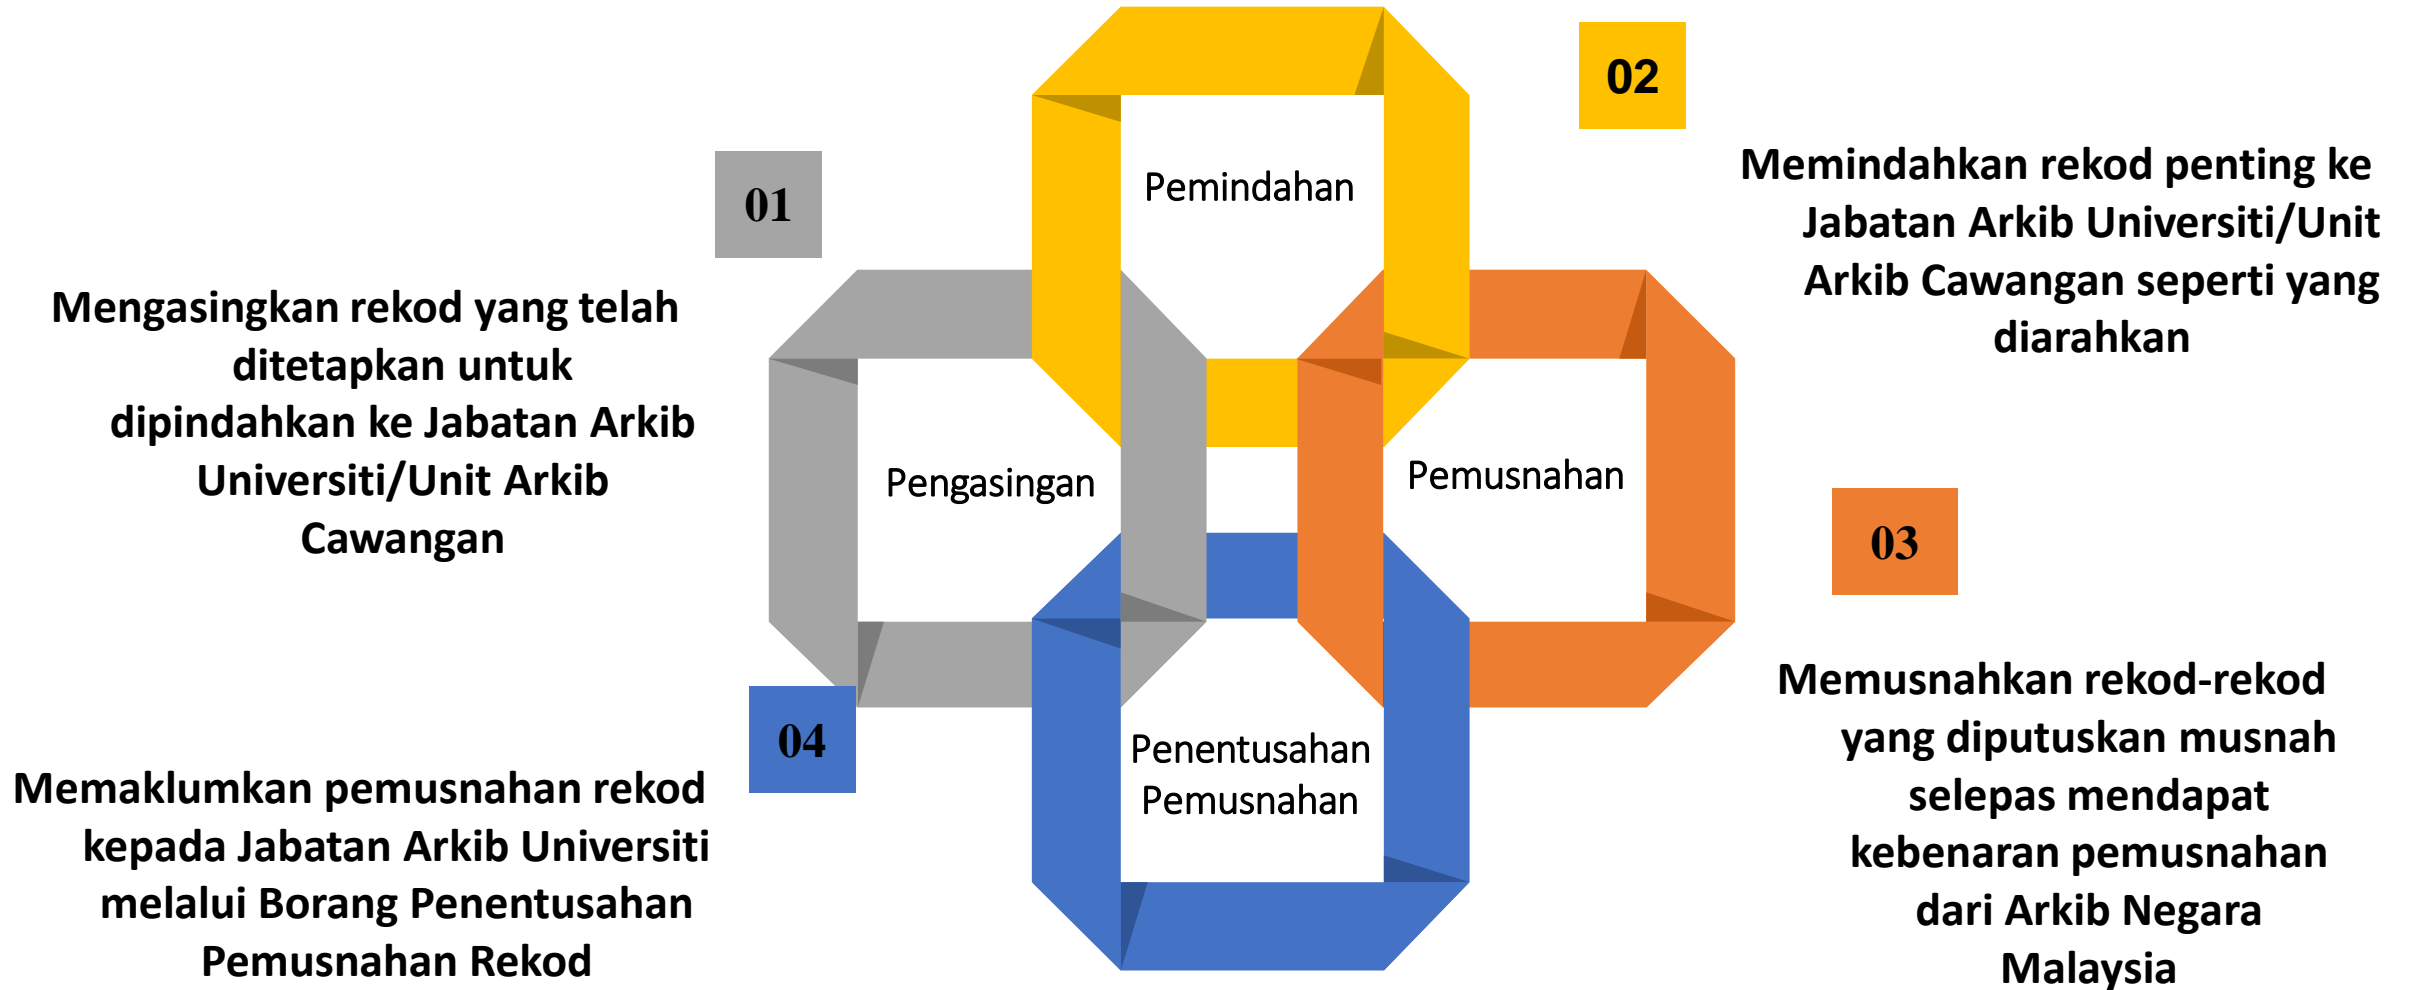 01
Mengasingkan rekod yang telah
ditetapkan untuk
dipindahkan ke Jabatan Arkib
Universiti/Unit Arkib
Cawangan
Pemindahan
02
Memindahkan rekod penting ke
Jabatan Arkib Universiti/Unit
Arkib Cawangan seperti yang
diarahkan
Pengasingan
Pemusnahan
03
Memusnahkan rekod-rekod
yang diputuskan musnah
selepas mendapat
kebenaran pemusnahan
dari Arkib Negara
Malaysia
04
Memaklumkan pemusnahan rekod
kepada Jabatan Arkib Universiti
melalui Borang Penentusahan
Pemusnahan Rekod
Penentusahan
Pemusnahan